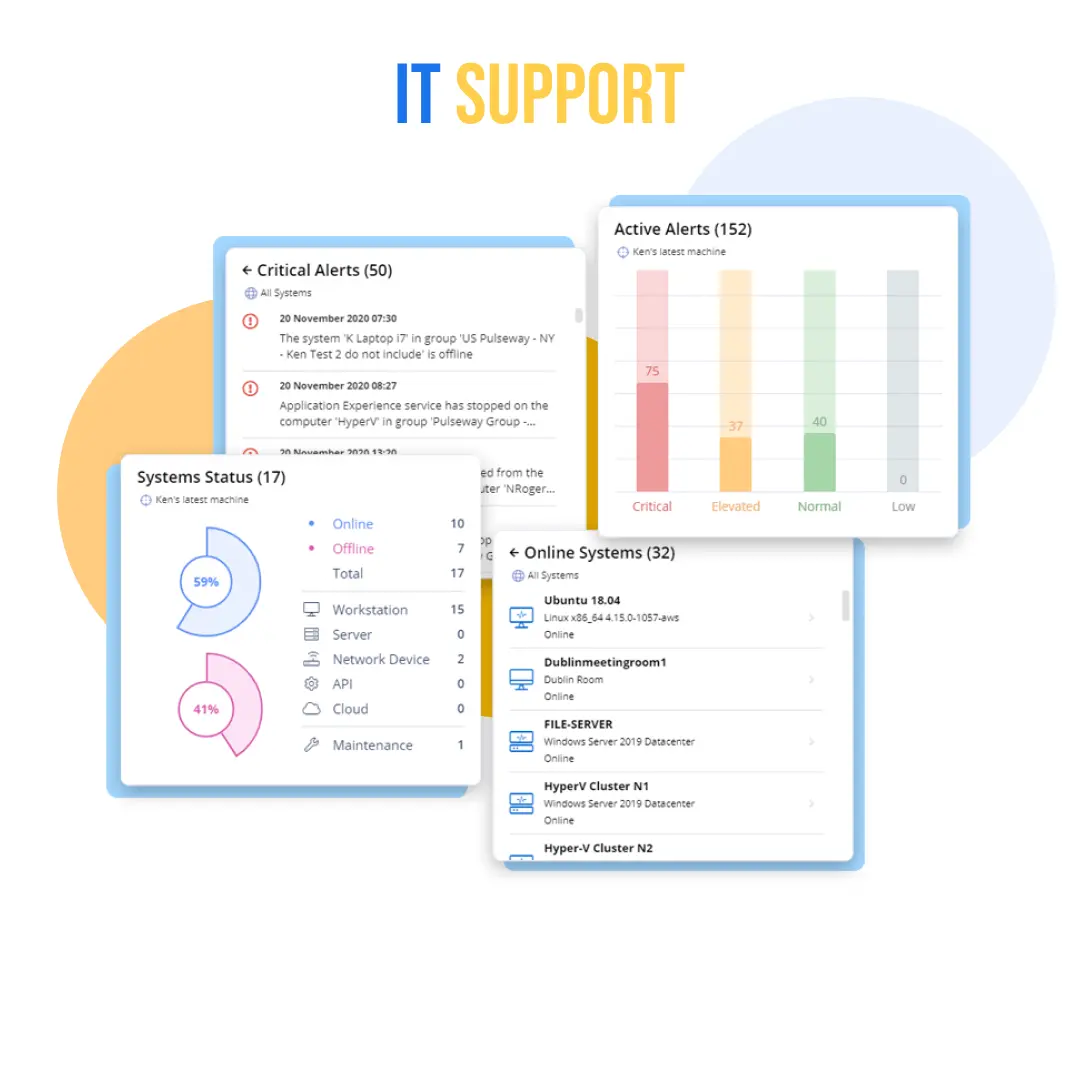 IT SUPPORT
Active Alerts (152)
Ken's latest machine
75
37
40
0
Critical Elevated Normal Low
Critical Alerts (50)
All Systems
20 November 2020 07:30
The system 'K Laptop i7' in group 'US Pulseway - NY
- Ken Test 2 do not include' is offline
20 November 2020 08:27
Application Experience service has stopped on the
computer 'HyperV' in group 'Pulseway Group -...
20 November 2020 13:20
from the
'NRoger...
Systems Status (17)
Ken's latest machine
59%
41%
Online 10
Offline 7
Total 17
Workstation 15
Server 0
Network Device 2
API 0
Cloud 0
Maintenance 1
Online Systems (32)
All Systems
Ubuntu 18.04
Linux x86_64 4.15.0-1057-aws
Online
Dublinmeetingroom1
Dublin Room
Online
FILE-SERVER
Windows Server 2019 Datacenter
Online
HyperV Cluster N1
Windows Server 2019 Datacenter
Online
Hyper-V Cluster N2